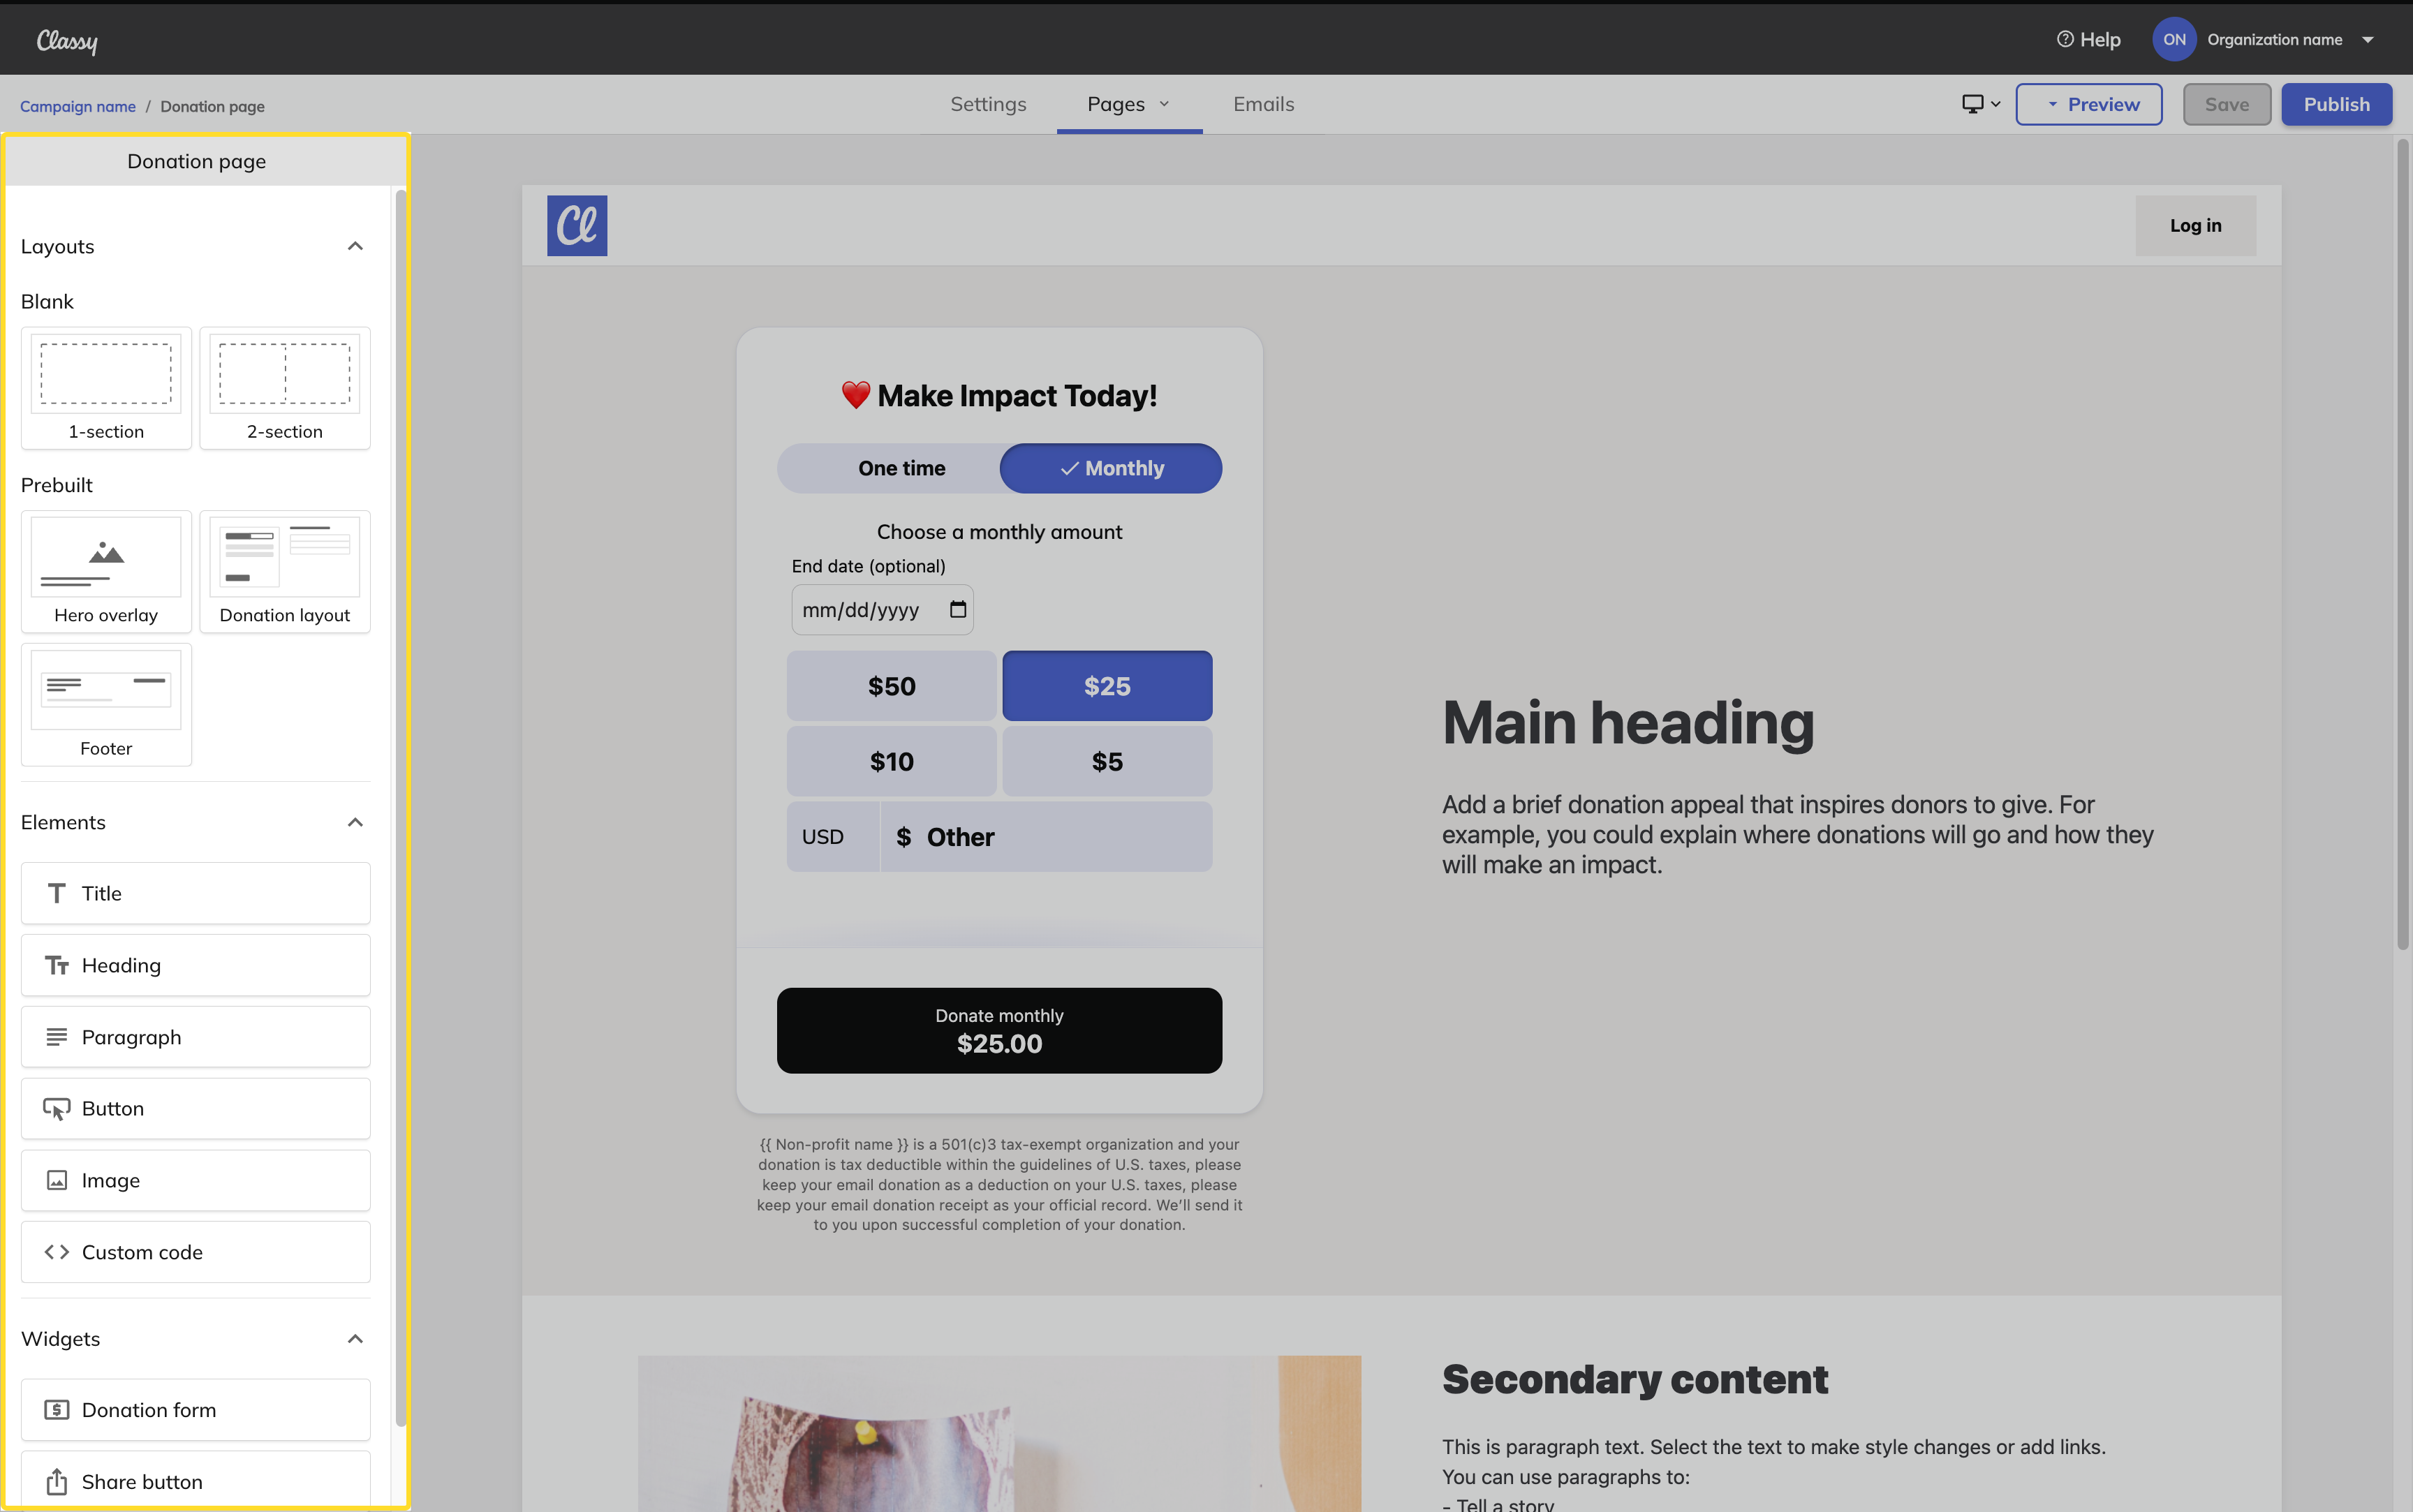 Classy
Help
ON
Organization name
Campaign name / Donation page
Settings
Pages
Emails
Preview
Save
Publish
Donation page
Layouts
Blank
1-section
2-section
Prebuilt
Hero overlay
Donation layout
Footer
Elements
Title
Heading
Paragraph
Button
Image
Custom code
Widgets
Donation form
Share button
Cl
Log in
❤️ Make Impact Today!
One time
Monthly
Choose a monthly amount
End date (optional)
mm/dd/yyyy
$50
$25
$10
$5
USD
$ Other
Donate monthly
$25.00
{{ Non-profit name }} is a 501(c)3 tax-exempt organization and your
donation is tax deductible within the guidelines of U.S. taxes, please
keep your email donation as a deduction on your U.S. taxes, please
keep your email donation receipt as your official record. We’ll send it
to you upon successful completion of your donation.
Main heading
Add a brief donation appeal that inspires donors to give. For
example, you could explain where donations will go and how they
will make an impact.
Secondary content
This is paragraph text. Select the text to make style changes or add links.
You can use paragraphs to:
- Tell a story